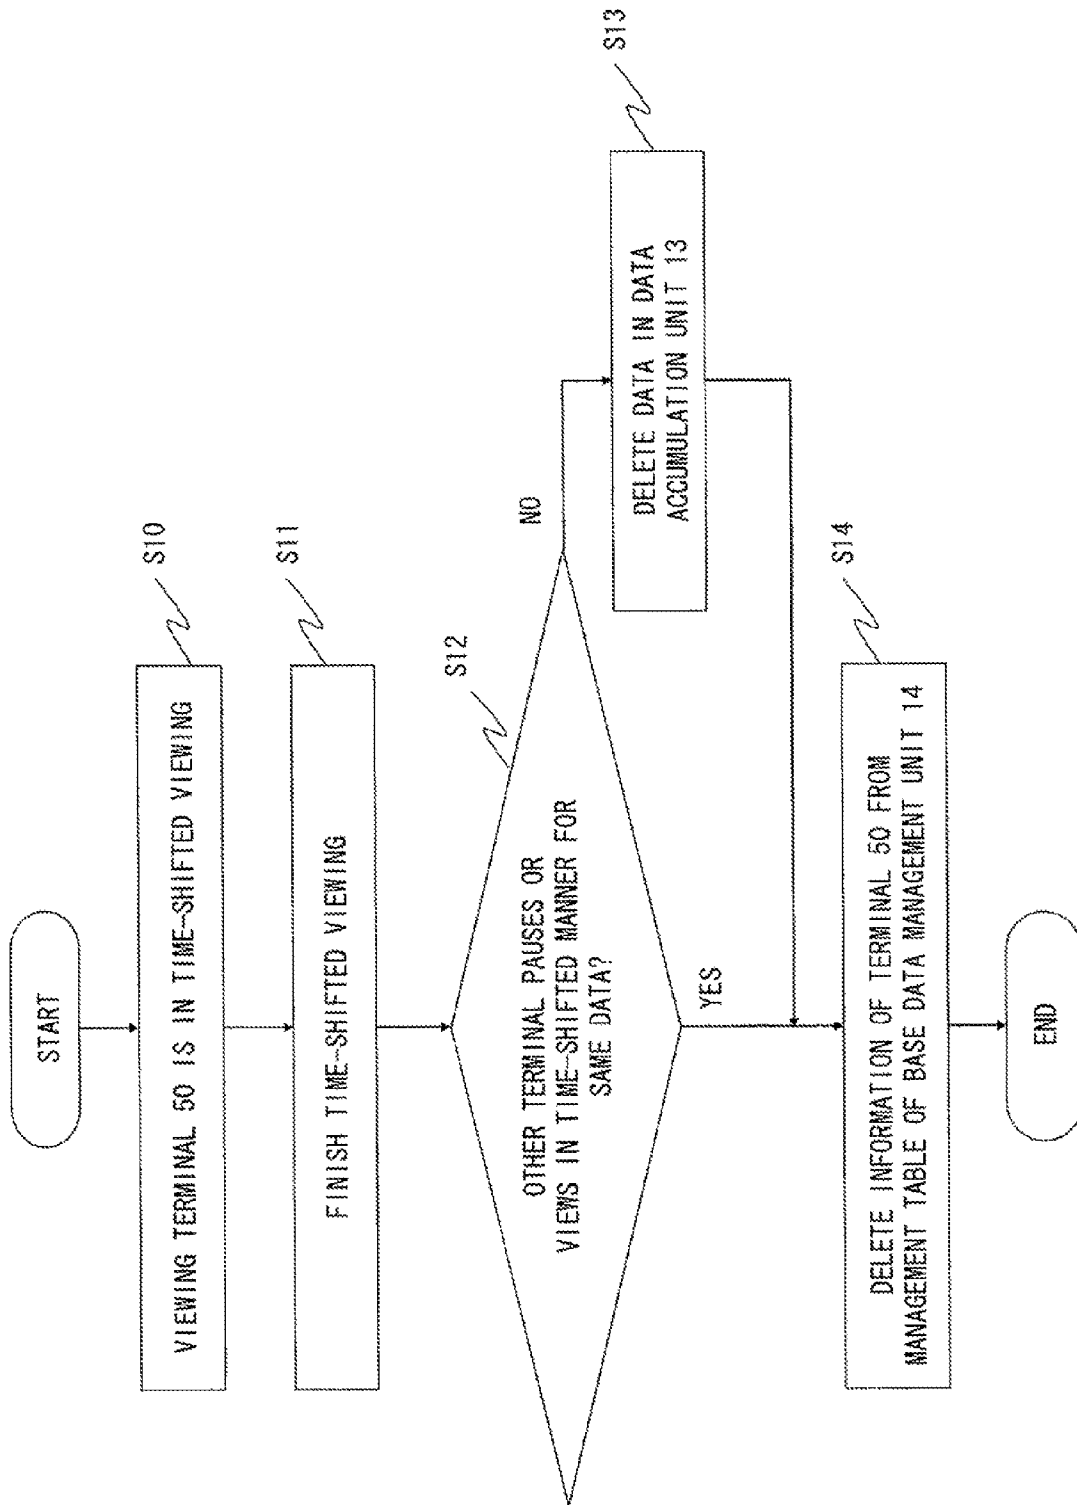 START
S10
VIEWING TERMINAL 50 IS IN TIME-SHIFTED VIEWING
S11
FINISH TIME-SHIFTED VIEWING
S12
OTHER TERMINAL PAUSES OR
VIEWS IN TIME-SHIFTED MANNER FOR
SAME DATA?
NO
S13
DELETE DATA IN DATA
ACCUMULATION UNIT 13
YES
S14
DELETE INFORMATION OF TERMINAL 50 FROM
MANAGEMENT TABLE OF BASE DATA MANAGEMENT UNIT 14
END